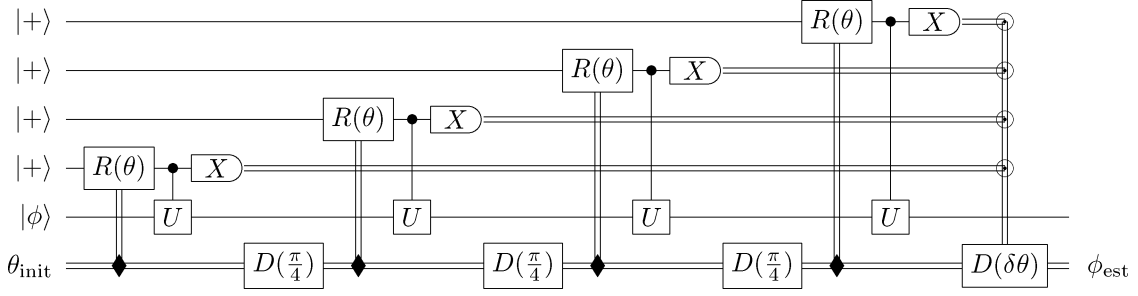 |+⟩ R(θ) X
|+⟩ R(θ) X
|+⟩ R(θ) X
|+⟩ R(θ) X
|ϕ⟩ U U U U
θ_init D(π/4) D(π/4) D(π/4) D(δθ) ϕ_est